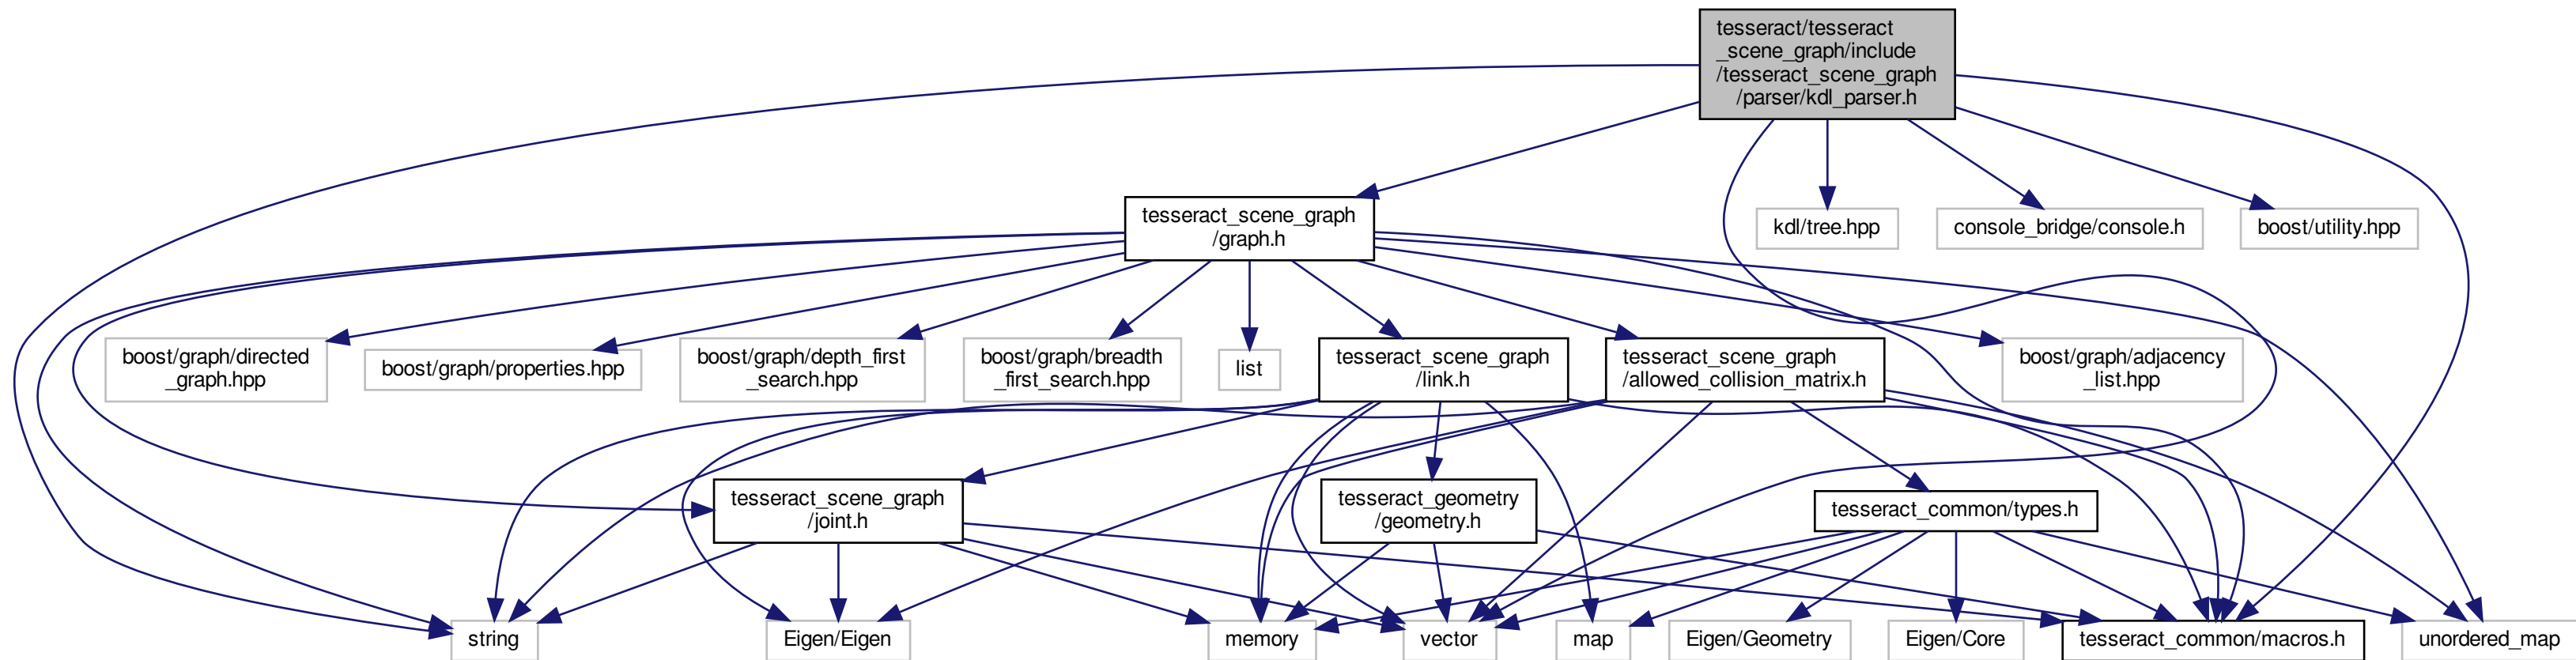 tesseract/tesseract
_scene_graph/include
/tesseract_scene_graph
/parser/kdl_parser.h
tesseract_scene_graph
/graph.h
kdl/tree.hpp
console_bridge/console.h
boost/utility.hpp
boost/graph/directed
_graph.hpp
boost/graph/properties.hpp
boost/graph/depth_first
_search.hpp
boost/graph/breadth
_first_search.hpp
list
tesseract_scene_graph
/link.h
tesseract_scene_graph
/allowed_collision_matrix.h
boost/graph/adjacency
_list.hpp
tesseract_scene_graph
/joint.h
tesseract_geometry
/geometry.h
tesseract_common/types.h
string
Eigen/Eigen
memory
vector
map
Eigen/Geometry
Eigen/Core
tesseract_common/macros.h
unordered_map